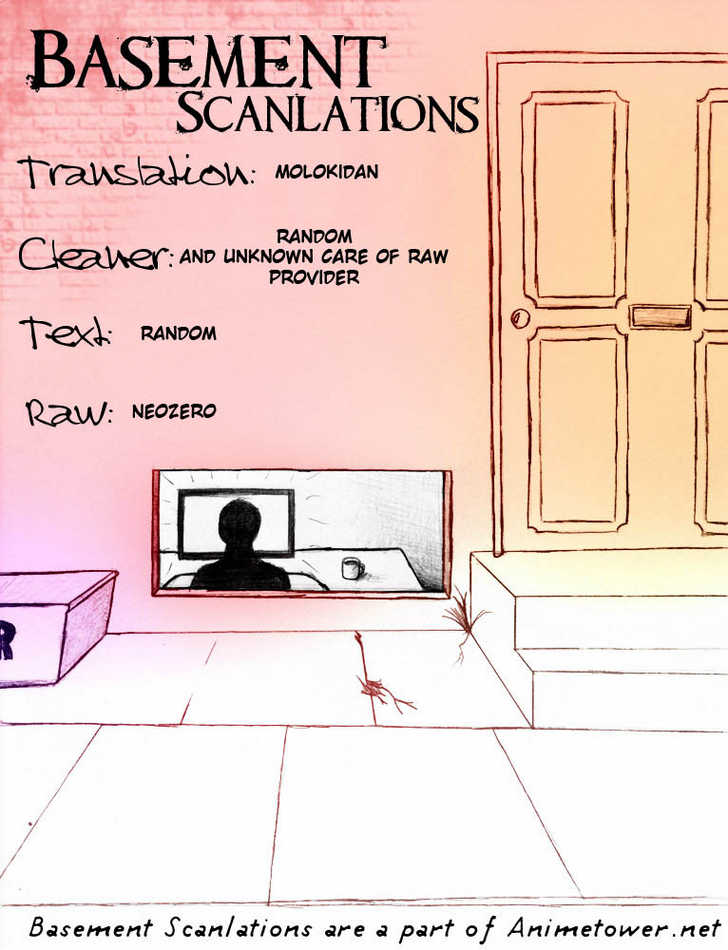 BASEMENT
SCANLATIONS
Translation: MOLOKIDAN
RANDOM
Cleaner: AND UNKNOWN CARE OF RAW
PROVIDER
Text: RANDOM
Raw: NEOZERO
R
Basement Scanlations are a part of Animetower.net